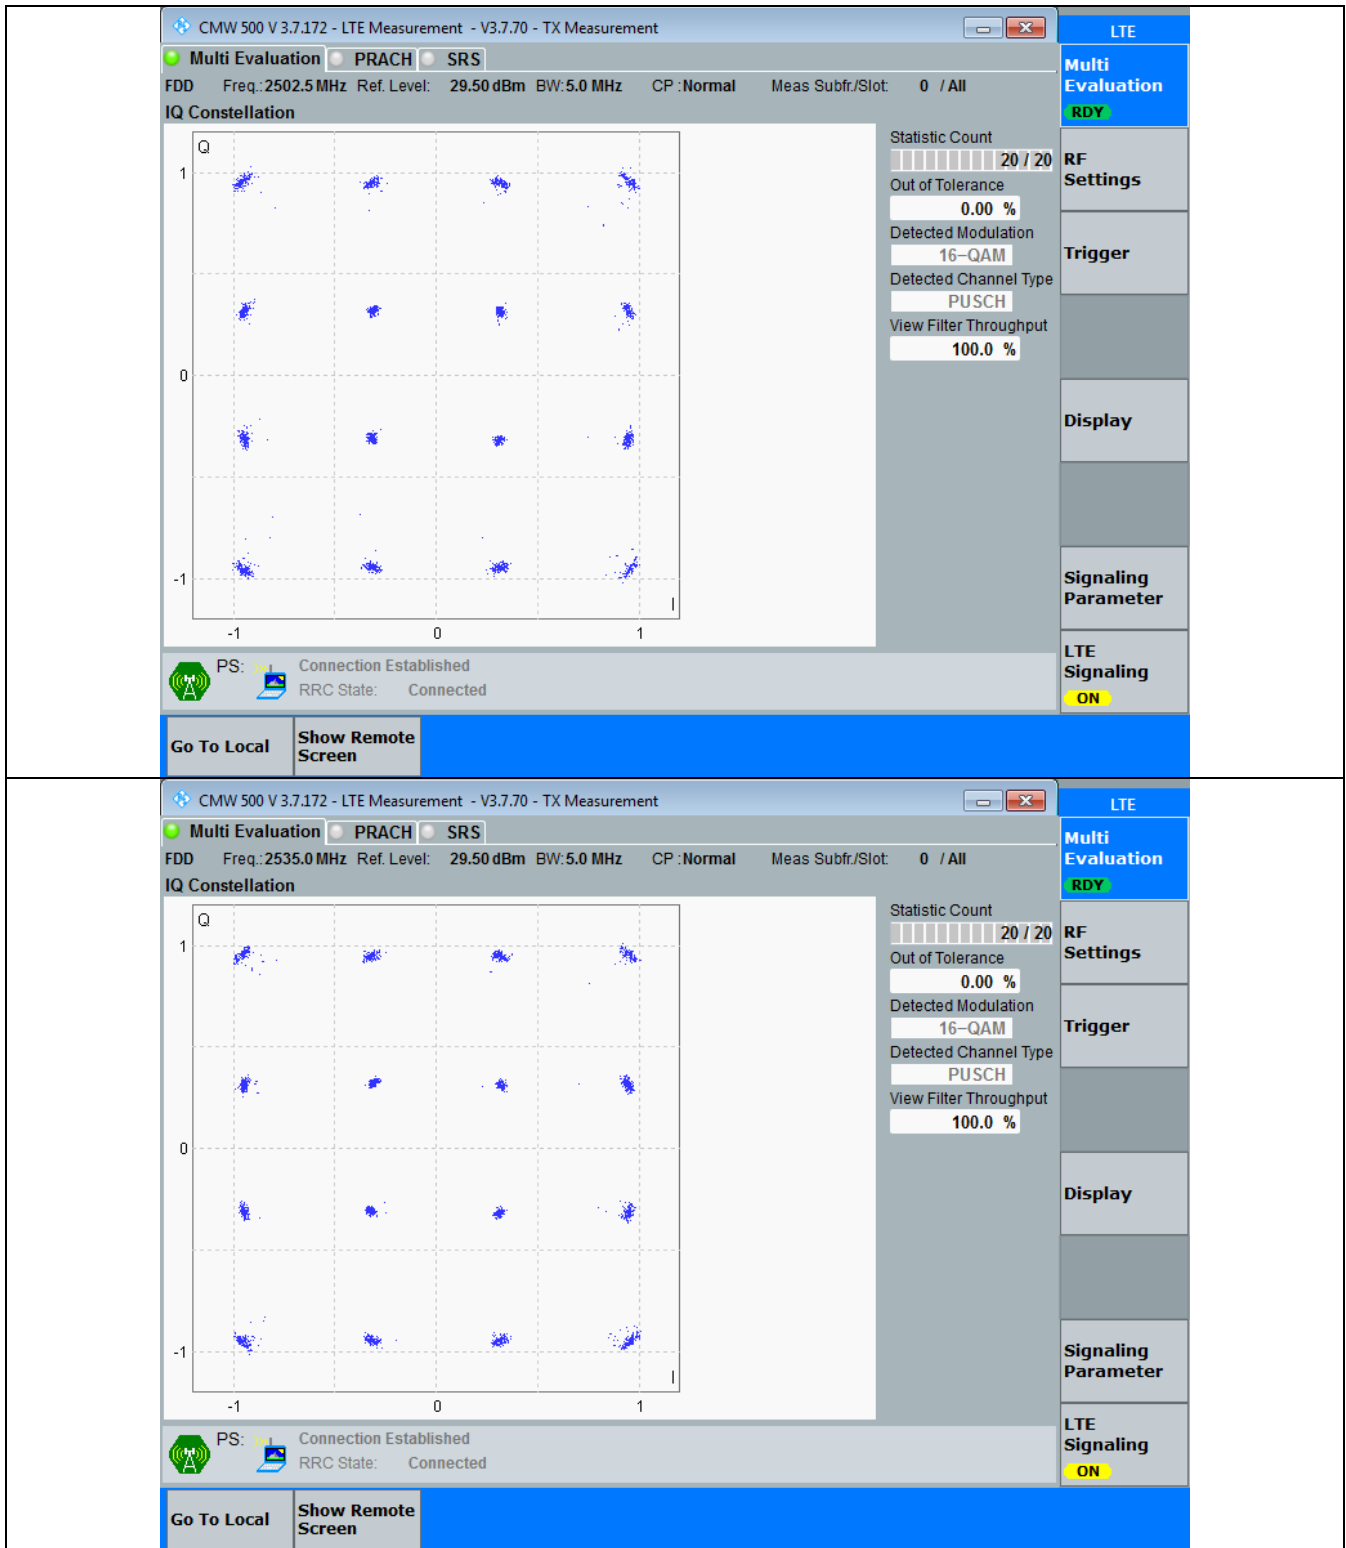 CMW 500 V 3.7.172 - LTE Measurement - V3.7.70 - TX Measurement
LTE
Multi Evaluation PRACH SRS
FDD Freq.: 2502.5 MHz Ref. Level: 29.50 dBm BW: 5.0 MHz CP : Normal Meas Subfr./Slot: 0 / All
IQ Constellation
Multi
Evaluation
RDY
Q
1
0
-1
-1 0 1
I
Statistic Count
20 / 20
Out of Tolerance
0.00 %
Detected Modulation
16-QAM
Detected Channel Type
PUSCH
View Filter Throughput
100.0 %
RF
Settings
Trigger
Display
Signaling
Parameter
LTE
Signaling
ON
PS: Connection Established
RRC State: Connected
Go To Local
Show Remote
Screen
CMW 500 V 3.7.172 - LTE Measurement - V3.7.70 - TX Measurement
LTE
Multi Evaluation PRACH SRS
FDD Freq.: 2535.0 MHz Ref. Level: 29.50 dBm BW: 5.0 MHz CP : Normal Meas Subfr./Slot: 0 / All
IQ Constellation
Multi
Evaluation
RDY
Q
1
0
-1
-1 0 1
I
Statistic Count
20 / 20
Out of Tolerance
0.00 %
Detected Modulation
16-QAM
Detected Channel Type
PUSCH
View Filter Throughput
100.0 %
RF
Settings
Trigger
Display
Signaling
Parameter
LTE
Signaling
ON
PS: Connection Established
RRC State: Connected
Go To Local
Show Remote
Screen